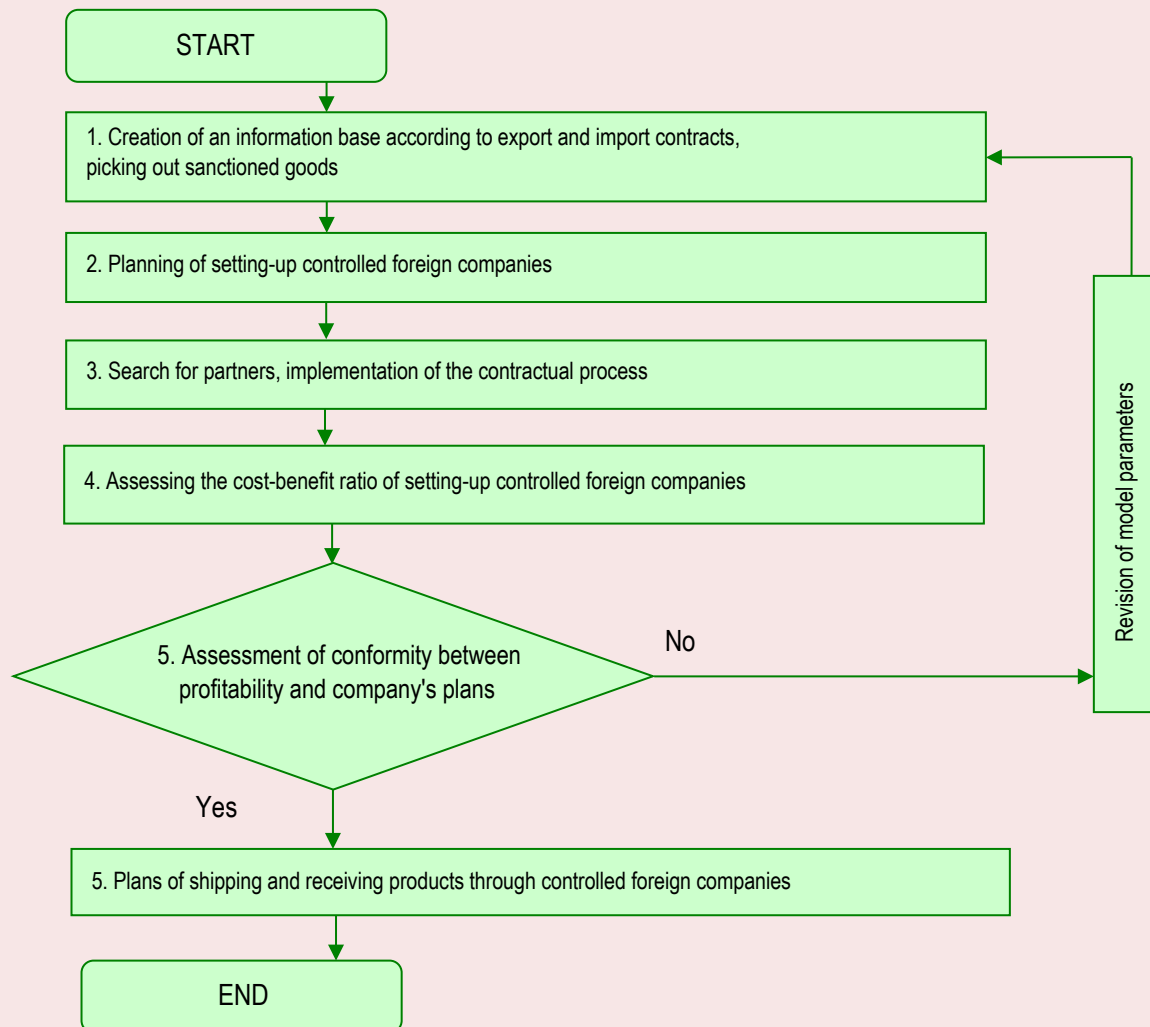 START
1. Creation of an information base according to export and import contracts,
picking out sanctioned goods
2. Planning of setting-up controlled foreign companies
3. Search for partners, implementation of the contractual process
4. Assessing the cost-benefit ratio of setting-up controlled foreign companies
Revision of model parameters
5. Assessment of conformity between
profitability and company's plans
No
Yes
5. Plans of shipping and receiving products through controlled foreign companies
END